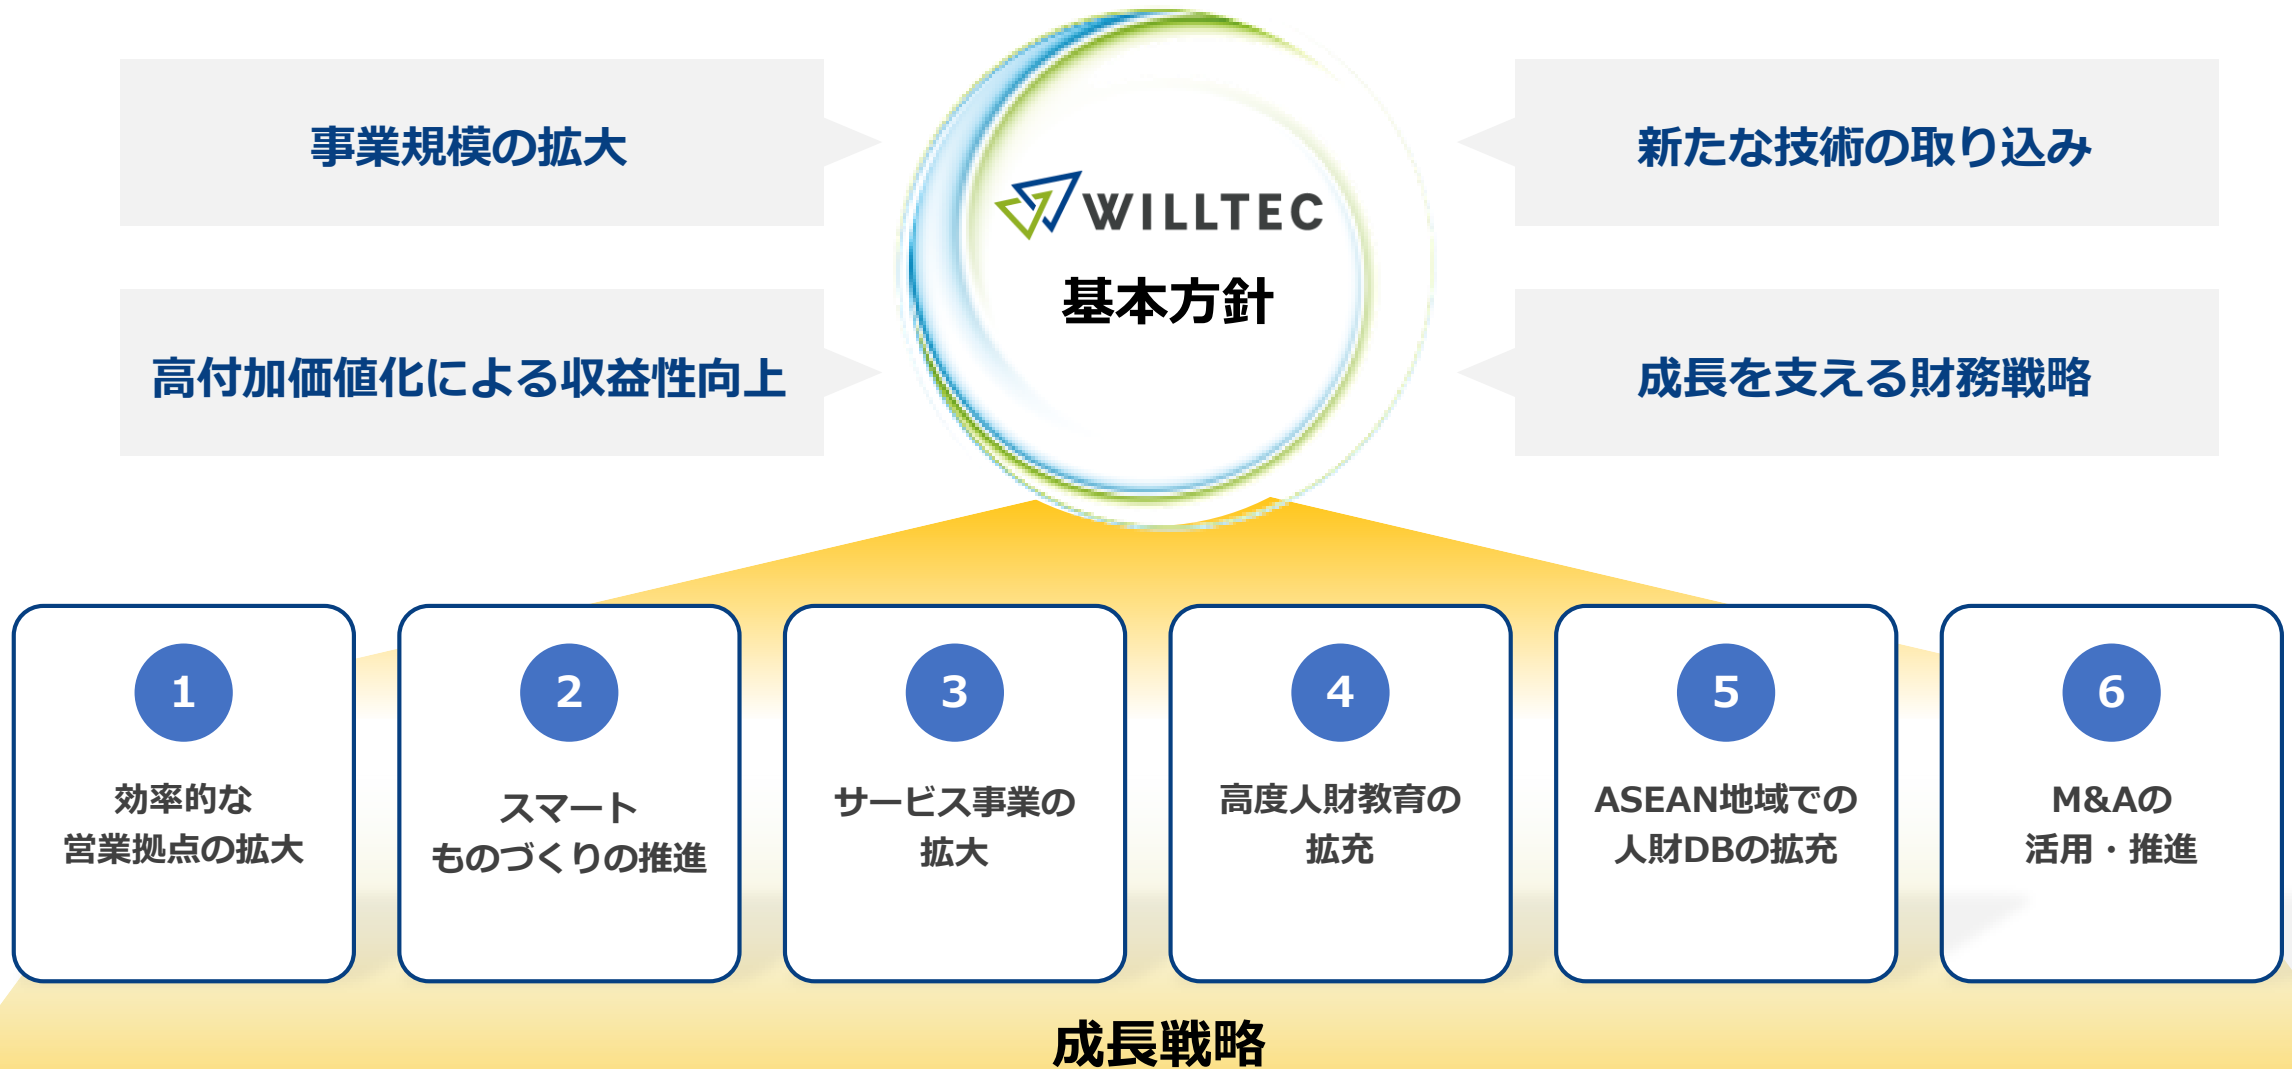 事業規模の拡大
高付加価値化による収益性向上
WILLTEC
基本方針
新たな技術の取り込み
成長を支える財務戦略
1
効率的な
営業拠点の拡大
2
スマート
ものづくりの推進
3
サービス事業の
拡大
4
高度人財教育の
拡充
5
ASEAN地域での
人財DBの拡充
6
M&Aの
活用・推進
成長戦略